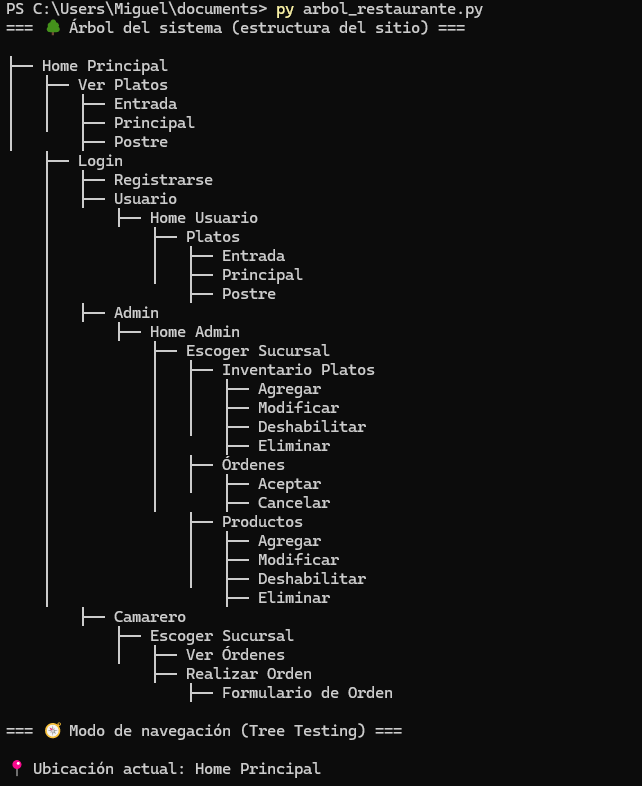 PS C:\Users\Miguel\documents> py arbol_restaurante.py
=== 🌳 Árbol del sistema (estructura del sitio) ===
├── Home Principal
├── Ver Platos
├── Entrada
├── Principal
├── Postre
├── Login
├── Registrarse
├── Usuario
├── Home Usuario
├── Platos
├── Entrada
├── Principal
├── Postre
├── Admin
├── Home Admin
├── Escoger Sucursal
├── Inventario Platos
├── Agregar
├── Modificar
├── Deshabilitar
├── Eliminar
├── Órdenes
├── Aceptar
├── Cancelar
├── Productos
├── Agregar
├── Modificar
├── Deshabilitar
├── Eliminar
├── Camarero
├── Escoger Sucursal
├── Ver Órdenes
├── Realizar Orden
├── Formulario de Orden
=== 🧭 Modo de navegación (Tree Testing) ===
📍 Ubicación actual: Home Principal